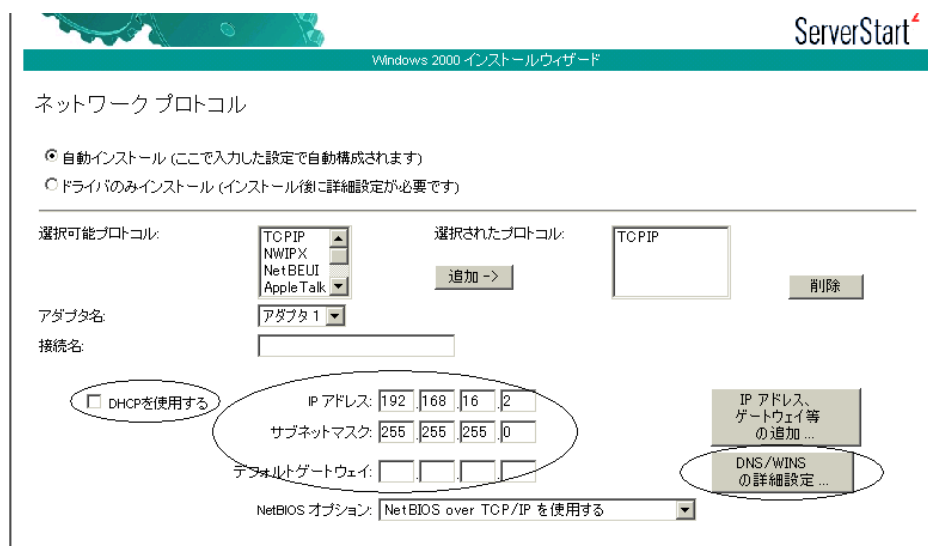 ServerStart2
Windows 2000 インストールウィザード
ネットワーク プロトコル
自動インストール (ここで入力した設定で自動構成されます)
ドライバのみインストール (インストール後に詳細設定が必要です)
選択可能プロトコル:
TCPIP
NWIPX
NetBEUI
AppleTalk
追加 ->
選択されたプロトコル:
TCPIP
削除
アダプタ名:
アダプタ 1
接続名:
DHCPを使用する
IP アドレス: 192 .168 .16 .2
サブネットマスク: 255 .255 .255 .0
デフォルトゲートウェイ: . . .
IP アドレス、
ゲートウェイ等
の追加 ...
DNS/WINS
の詳細設定 ...
NetBIOS オプション: NetBIOS over TCP/IP を使用する